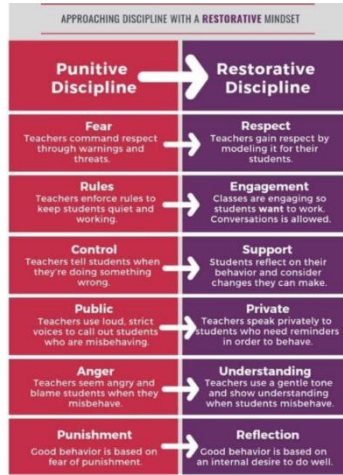 APPROACHING DISCIPLINE WITH A RESTORATIVE MINDSET
Punitive
Discipline
Restorative
Discipline
Fear
Teachers command respect
through warnings and
threats.
Respect
Teachers gain respect by
modeling it for their
students.
Rules
Teachers enforce rules to
keep students quiet and
working.
Engagement
Classes are engaging so
students want to work.
Conversations is allowed.
Control
Teachers tell students when
they're doing something
wrong.
Support
Students reflect on their
behavior and consider
changes they can make.
Public
Teachers use loud, strict
voices to call out students
who are misbehaving.
Private
Teachers speak privately to
students who need reminders
in order to behave.
Anger
Teachers seem angry and
blame students when they
misbehave.
Understanding
Teachers use a gentle tone
and show understanding
when students misbehave.
Punishment
Good behavior is based on
fear of punishment.
Reflection
Good behavior is based on
an internal desire to do well.